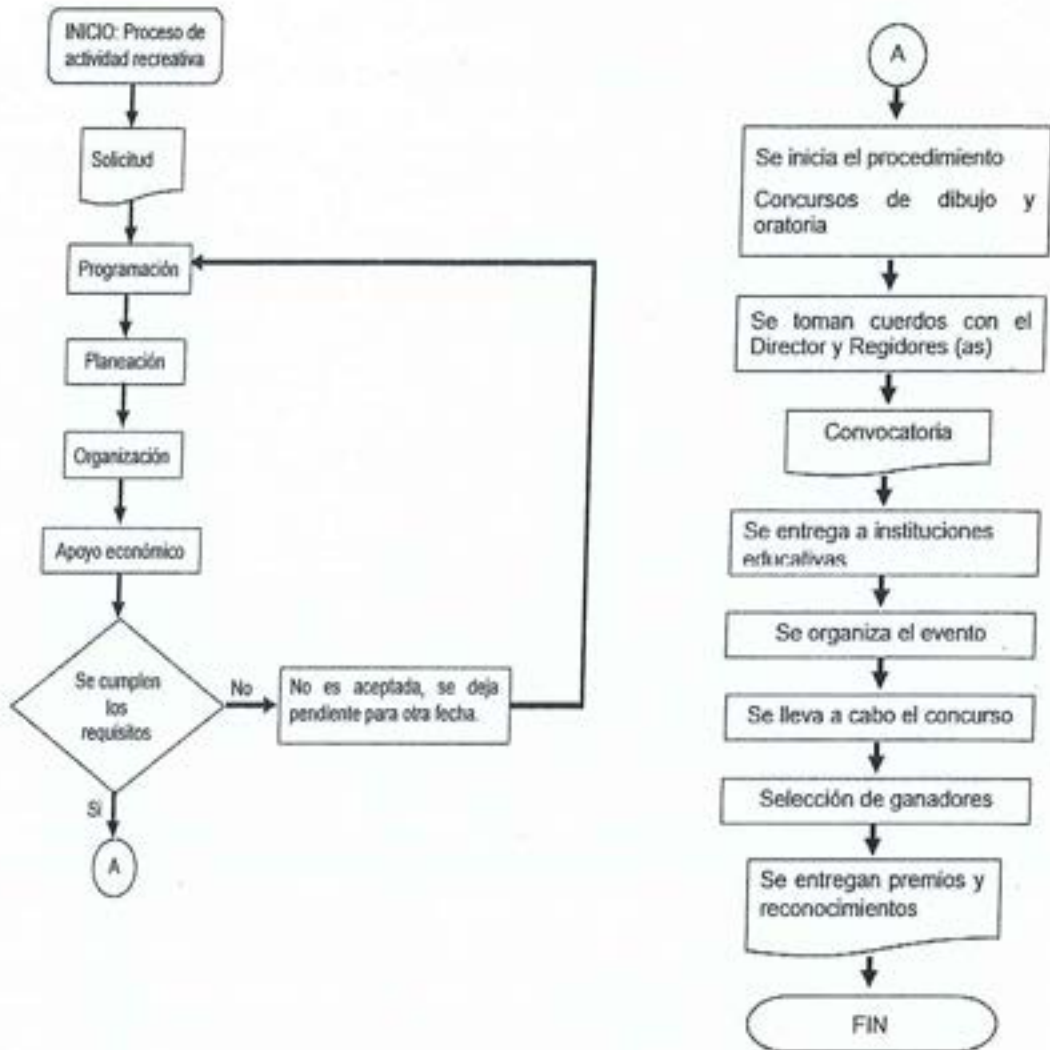 INICIO: Proceso de
actividad recreativa
Solicitud
Programación
Planeación
Organización
Apoyo económico
Se cumplen
los
requisitos
No
No es aceptada, se deja
pendiente para otra fecha.
Si
A
A
Se inicia el procedimiento
Concursos de dibujo y
oratoria
Se toman cuerdos con el
Director y Regidores (as)
Convocatoria
Se entrega a instituciones
educativas
Se organiza el evento
Se lleva a cabo el concurso
Selección de ganadores
Se entregan premios y
reconocimientos
FIN